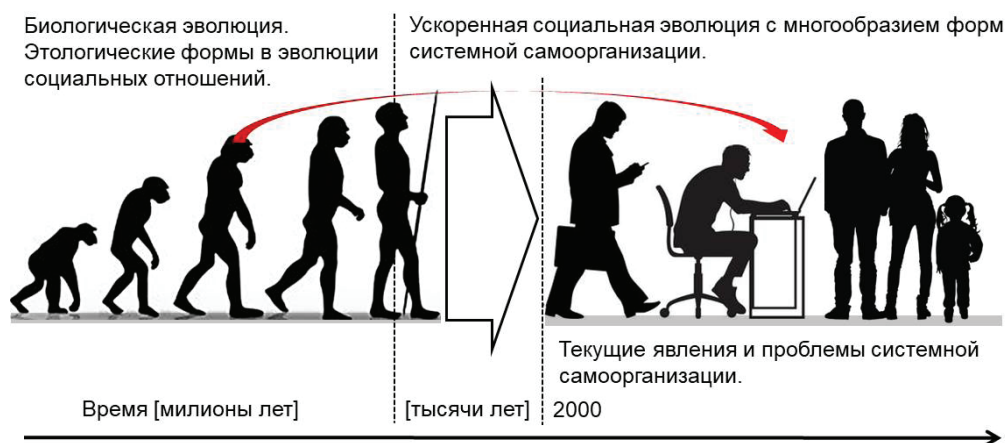 Биологическая эволюция.
Этологические формы в эволюции
социальных отношений.
Ускоренная социальная эволюция с многообразием форм
системной самоорганизации.
Текущие явления и проблемы системной
самоорганизации.
Время [милионы лет]
[тысячи лет]
2000